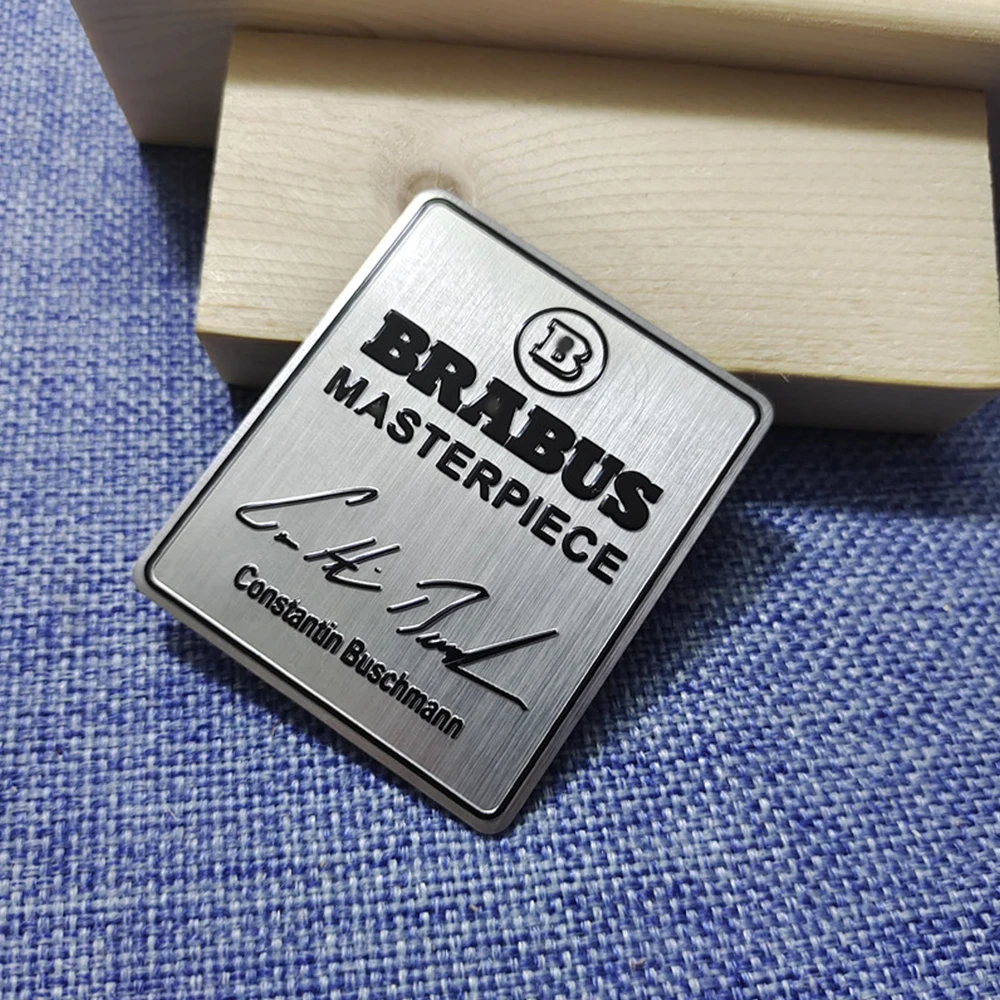 B
BRABUS
MASTERPIECE
Constantin Buschmann